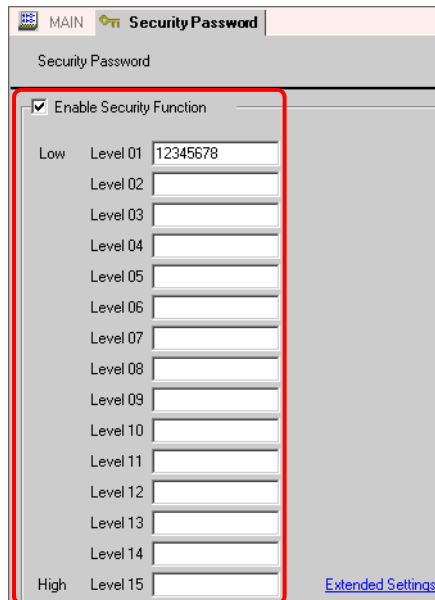 MAIN Security Password
Security Password
Enable Security Function
Low Level 01 12345678
Level 02
Level 03
Level 04
Level 05
Level 06
Level 07
Level 08
Level 09
Level 10
Level 11
Level 12
Level 13
Level 14
High Level 15 Extended Settings